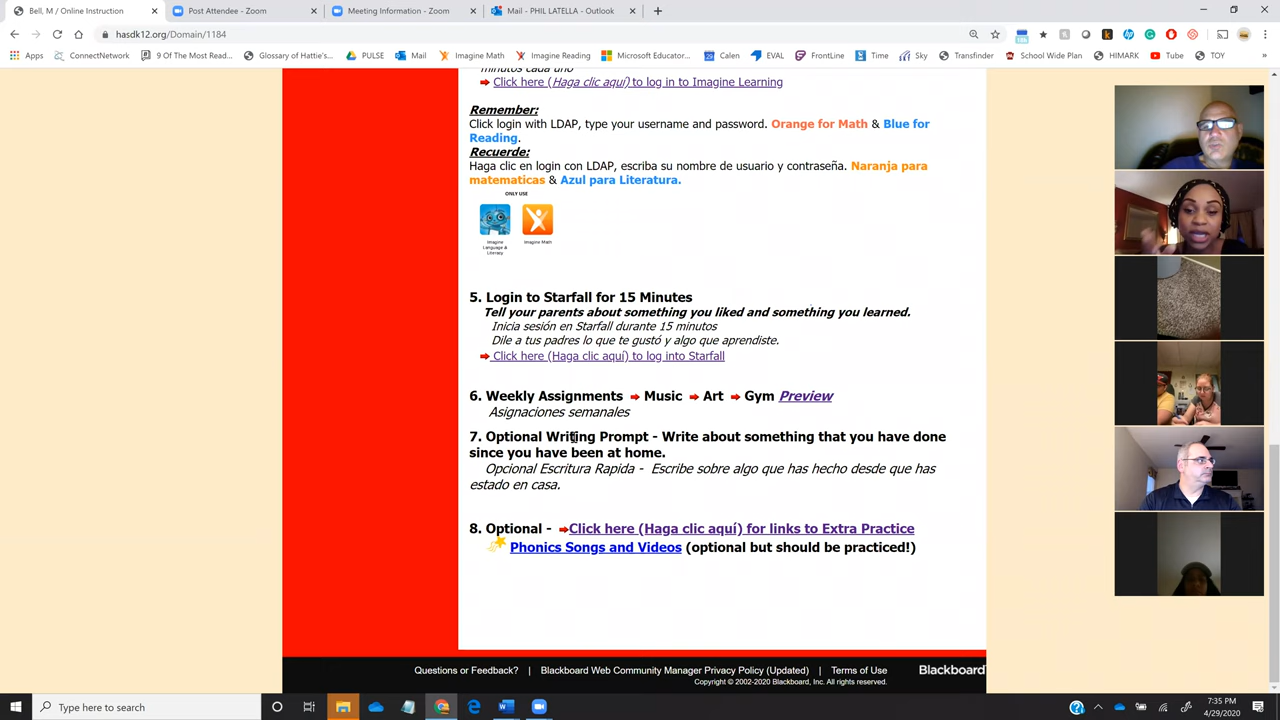 Bell, M / Online Instruction
Post Attendee - Zoom
Meeting Information - Zoom
Mail - PHIL LATELLA - Outlook
hasdk12.org/Domain/1184
Apps ConnectNetwork 9 Of The Most Read... Glossary of Hattie's... PULSE Mail Imagine Math Imagine Reading Microsoft Educator... Calen EVAL FrontLine Time Sky Transfinder School Wide Plan HIMARK Tube TOY »
minutos cada uno
Click here (Haga clic aquí) to log in to Imagine Learning
Remember:
Click login with LDAP, type your username and password. Orange for Math & Blue for
Reading.
Recuerde:
Haga clic en login con LDAP, escriba su nombre de usuario y contraseña. Naranja para
matematicas & Azul para Literatura.
ONLY USE
Imagine Language & Literacy
Imagine Math
5. Login to Starfall for 15 Minutes
Tell your parents about something you liked and something you learned.
Inicia sesión en Starfall durante 15 minutos
Dile a tus padres lo que te gustó y algo que aprendiste.
Click here (Haga clic aquí) to log into Starfall
6. Weekly Assignments Music Art Gym Preview
Asignaciones semanales
7. Optional Writing Prompt - Write about something that you have done
since you have been at home.
Opcional Escritura Rapida - Escribe sobre algo que has hecho desde que has
estado en casa.
8. Optional - Click here (Haga clic aquí) for links to Extra Practice
Phonics Songs and Videos (optional but should be practiced!)
Questions or Feedback? | Blackboard Web Community Manager Privacy Policy (Updated) | Terms of Use
Blackboard
Copyright © 2002-2020 Blackboard, Inc. All rights reserved.
Type here to search
7:35 PM
4/29/2020